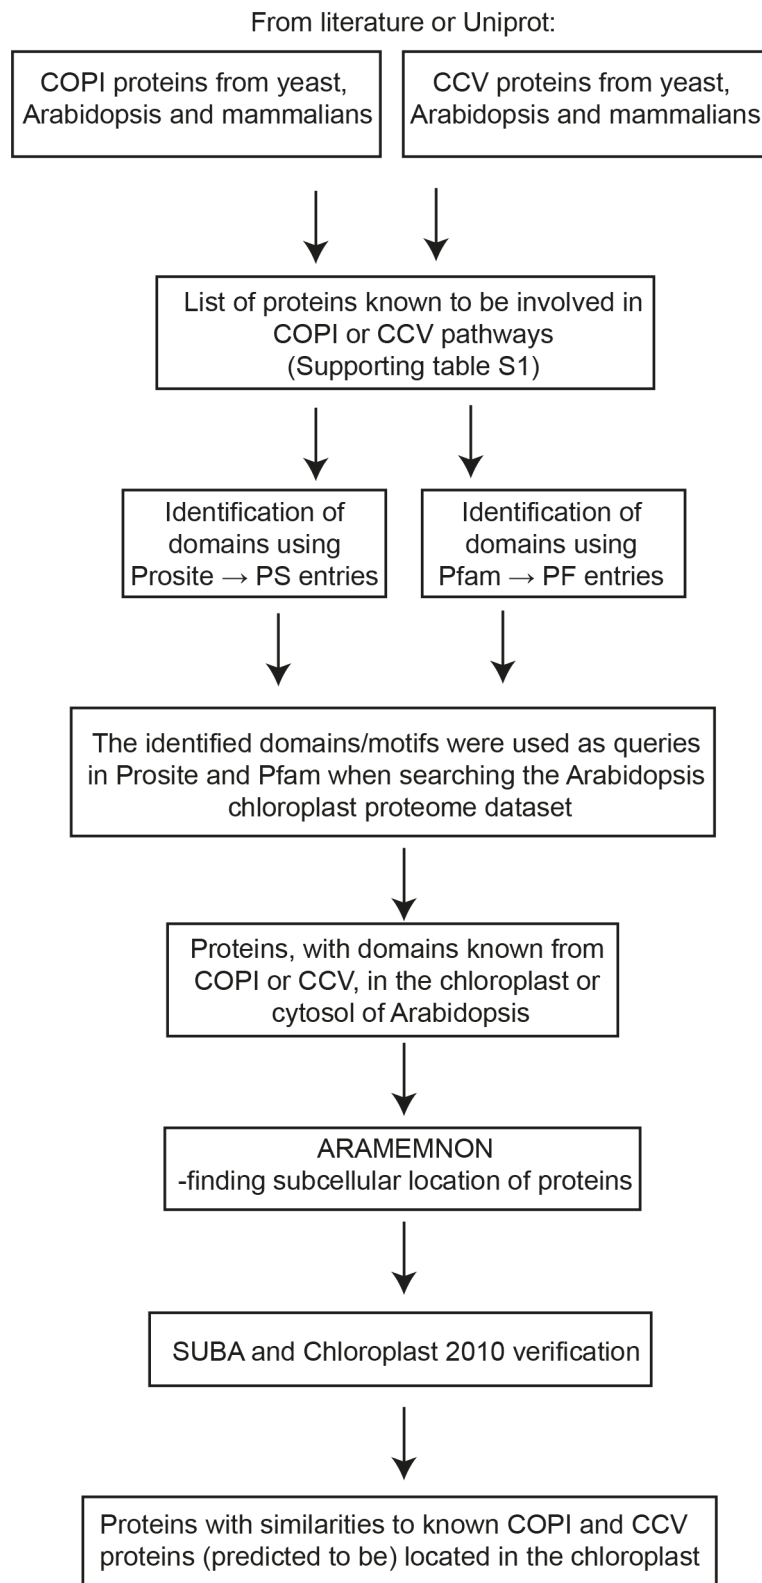 From literature or Uniprot:
COPI proteins from yeast,
Arabidopsis and mammalians
CCV proteins from yeast,
Arabidopsis and mammalians
List of proteins known to be involved in
COPI or CCV pathways
(Supporting table S1)
Identification of
domains using
Prosite → PS entries
Identification of
domains using
Pfam → PF entries
The identified domains/motifs were used as queries
in Prosite and Pfam when searching the Arabidopsis
chloroplast proteome dataset
Proteins, with domains known from
COPI or CCV, in the chloroplast or
cytosol of Arabidopsis
ARAMEMNON
-finding subcellular location of proteins
SUBA and Chloroplast 2010 verification
Proteins with similarities to known COPI and CCV
proteins (predicted to be) located in the chloroplast